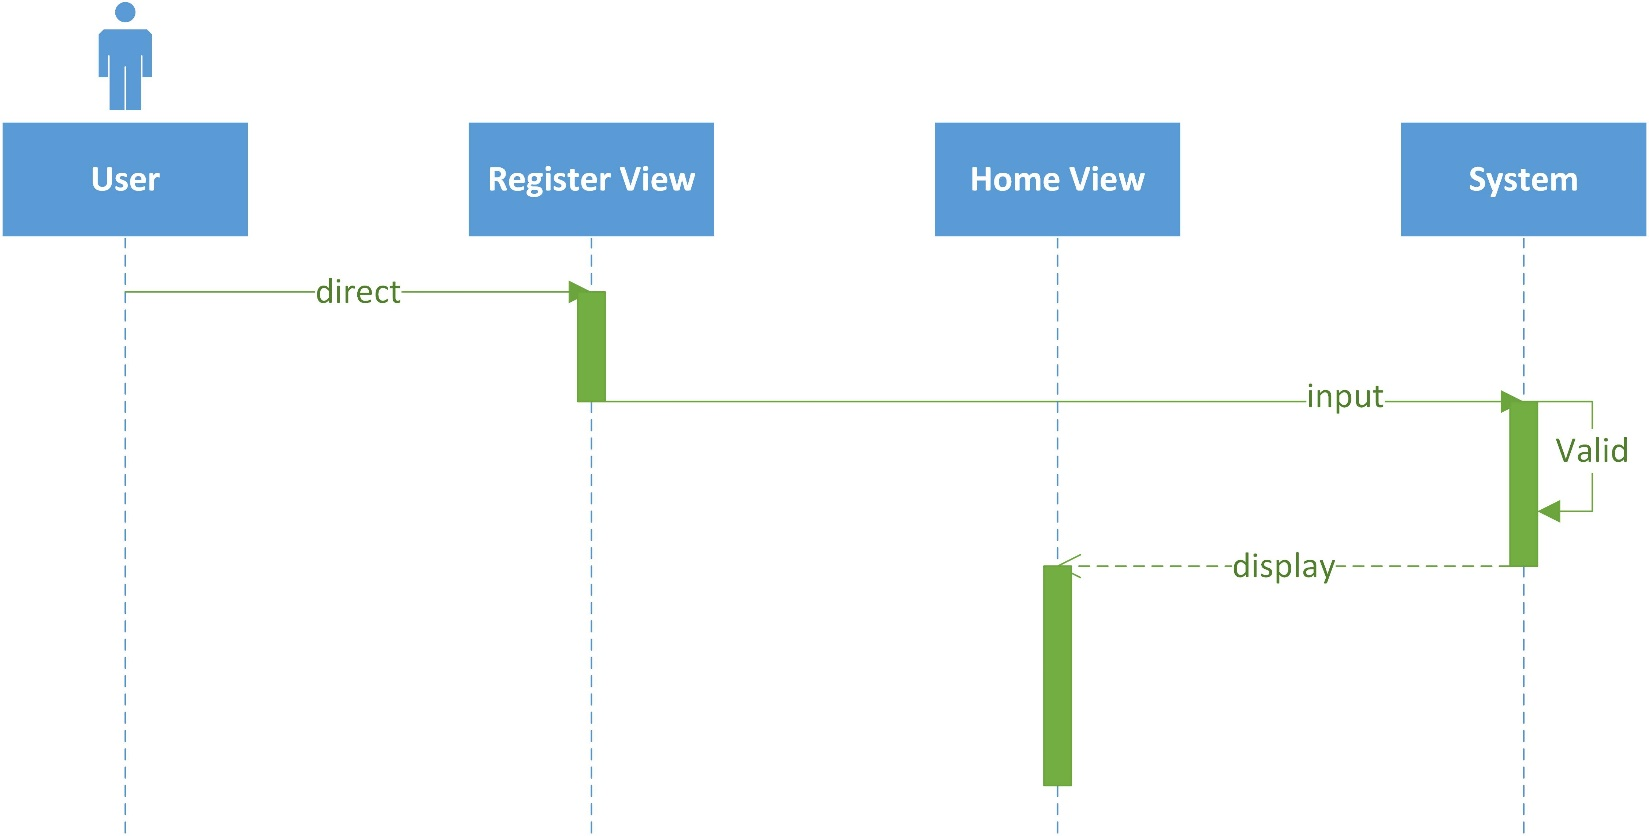 User
Register View
Home View
System
direct
input
Valid
display